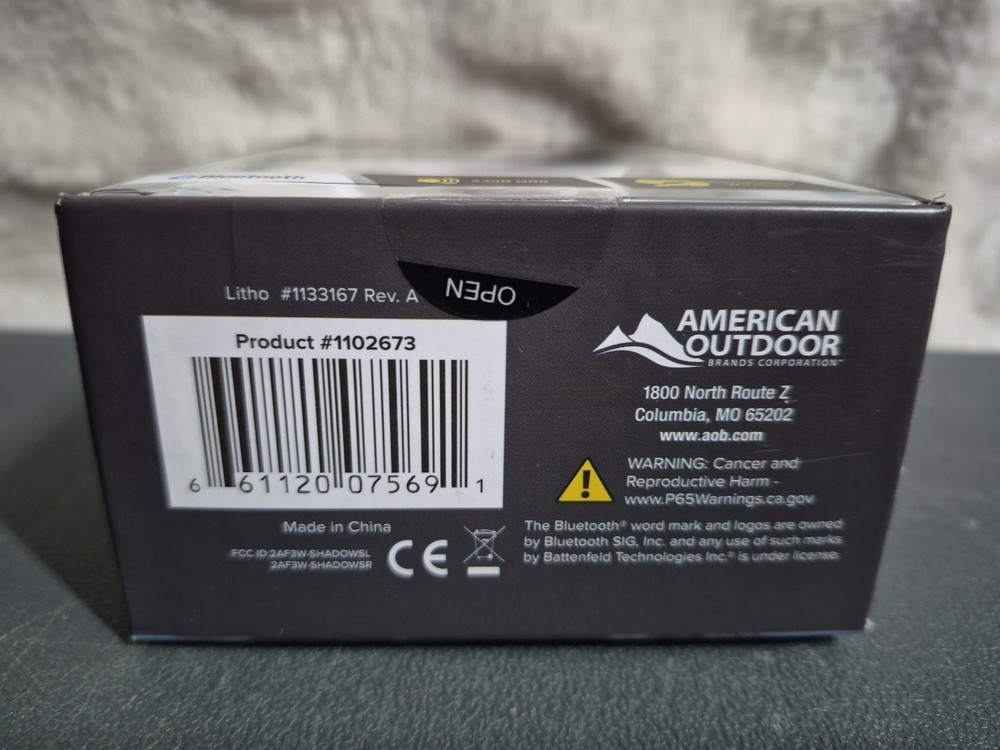 Bluetooth
OPEN
Litho #1133167 Rev. A
Product #1102673
6 61120 07569 1
Made in China
FCC ID:2AF3W-SHADOWSL
2AF3W-SHADOWSR
CE
AMERICAN
OUTDOOR
BRANDS CORPORATION™
1800 North Route Z
Columbia, MO 65202
www.aob.com
WARNING: Cancer and
Reproductive Harm -
www.P65Warnings.ca.gov
The Bluetooth® word mark and logos are owned
by Bluetooth SIG, Inc. and any use of such marks
by Battenfeld Technologies Inc.® is under license.